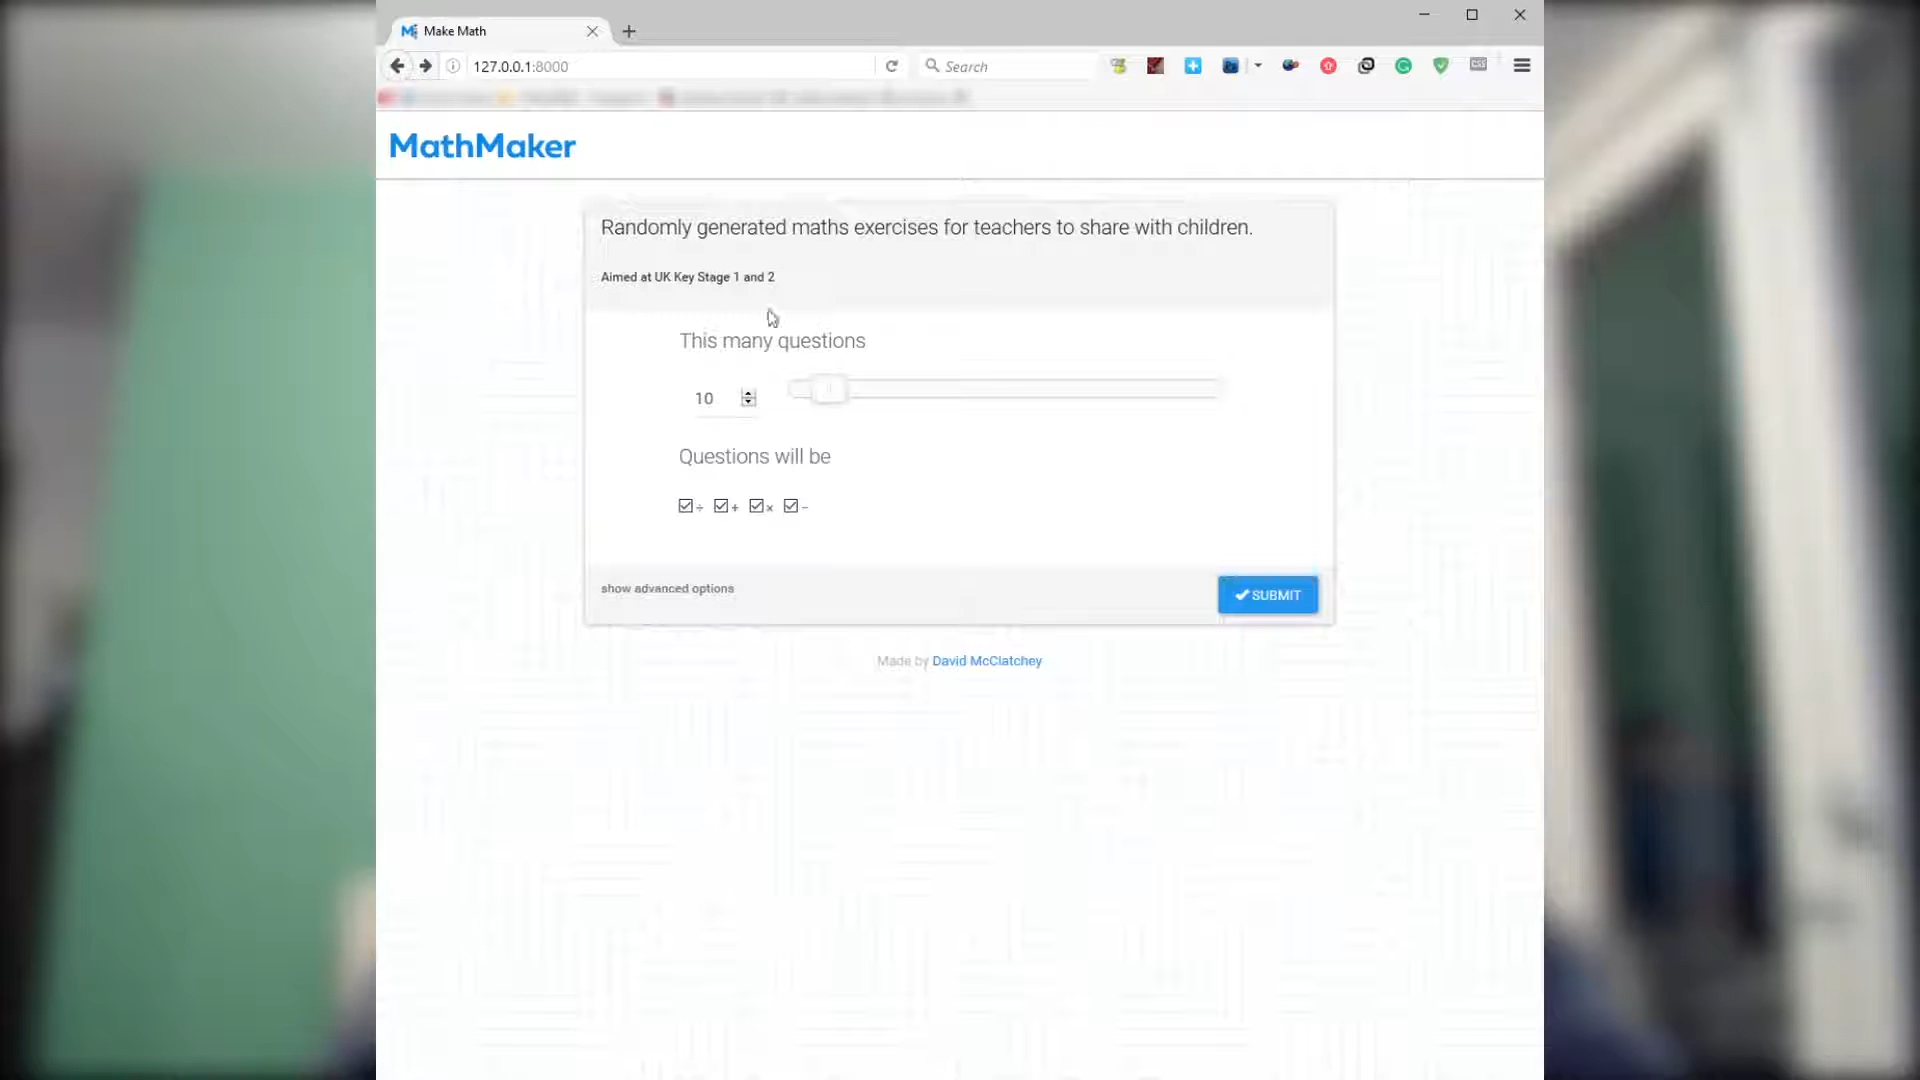 Make Math
127.0.0.1:8000
Search
MathMaker
Randomly generated maths exercises for teachers to share with children.
Aimed at UK Key Stage 1 and 2
This many questions
10
Questions will be
÷ + × −
show advanced options
SUBMIT
Made by David McClatchey